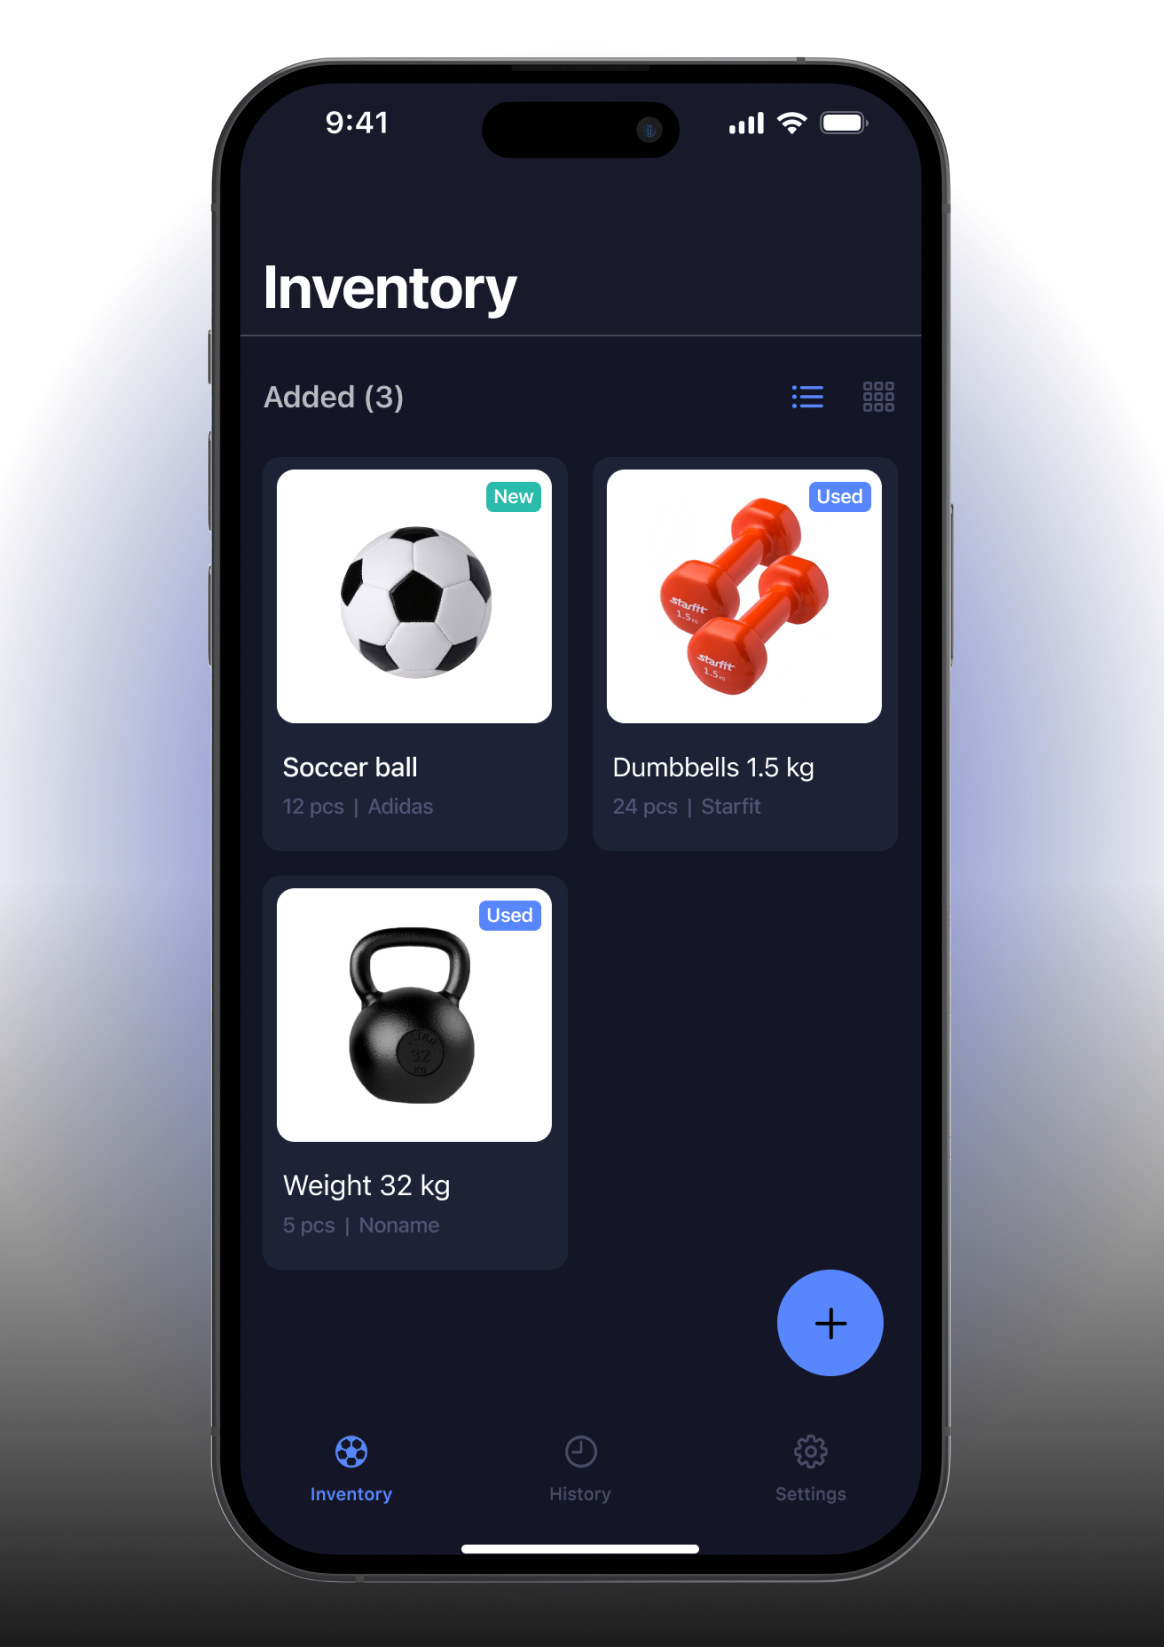 9:41
Inventory
Added (3)
New
Used
starfit
1.5 KG
starfit
1.5 KG
Soccer ball
12 pcs | Adidas
Dumbbells 1.5 kg
24 pcs | Starfit
Used
32
KG
Weight 32 kg
5 pcs | Noname
+
Inventory
History
Settings